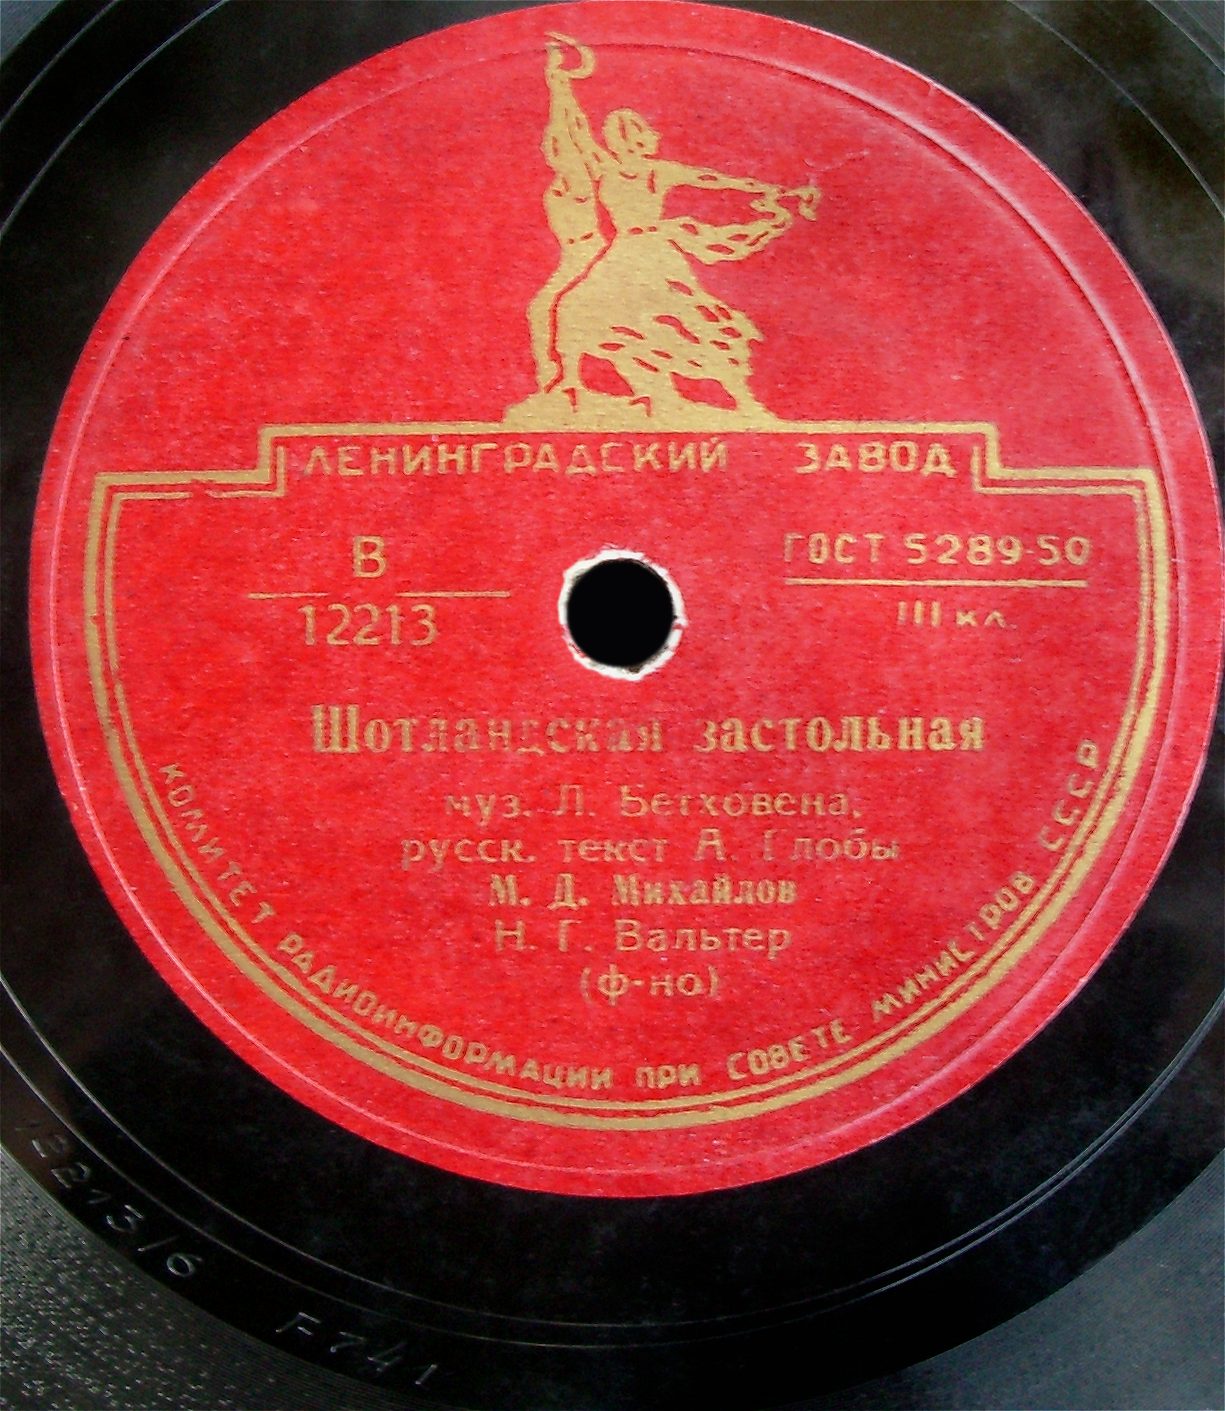 ЛЕНИНГРАДСКИЙ ЗАВОД
В
12213
ГОСТ 5289-50
III кл.
Шотландская застольная
муз. Л. Бетховена,
русск. текст А. Глобы
М. Д. Михайлов
Н. Г. Вальтер
(ф-но)
КОМИТЕТ РАДИОИНФОРМАЦИИ ПРИ СОВЕТЕ МИНИСТРОВ СССР
12213/6 F 741